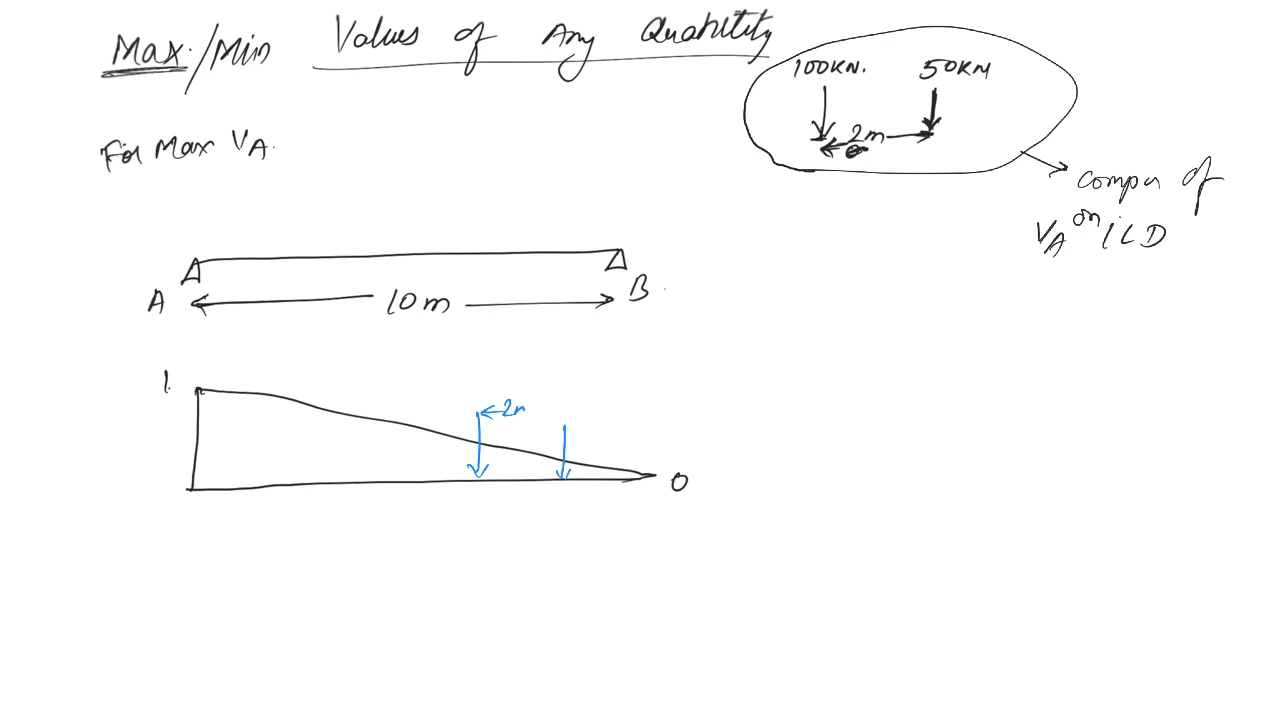 Max./Min Values of Any Quantity
100KN. 50KN
2m
For Max VA.
compa of
VA on ILD
A 10m B
1.
2m
0